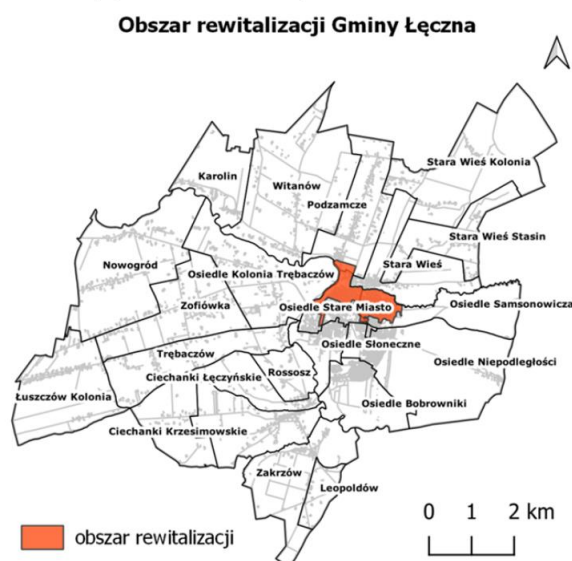 Obszar rewitalizacji Gminy Łęczna
Stara Wieś Kolonia
Karolin
Witanów
Podzamcze
Stara Wieś Stasin
Stara Wieś
Nowogród
Osiedle Kolonia Trębaczów
Zofiówka
Osiedle Stare Miasto
Osiedle Samsonowicza
Osiedle Słoneczne
Trębaczów
Osiedle Niepodległości
Rossosz
Ciechanki Łęczyńskie
Łuszczów Kolonia
Osiedle Bobrowniki
Ciechanki Krzesimowskie
Zakrzów
Leopoldów
0 1 2 km
obszar rewitalizacji